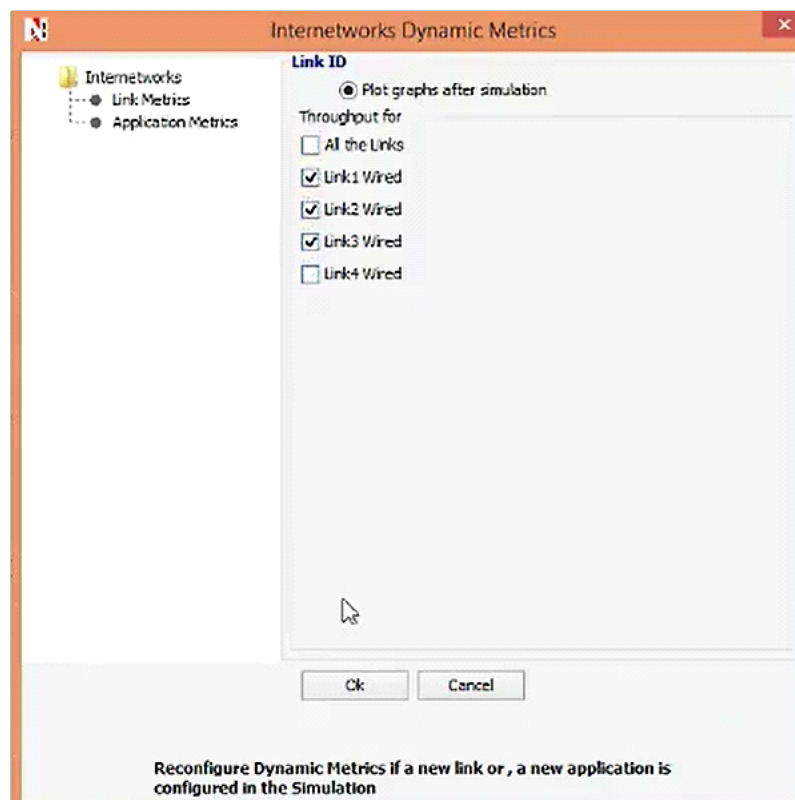 Internetworks Dynamic Metrics
Internetworks
Link Metrics
Application Metrics
Link ID
Plot graphs after simulation
Throughput for
All the Links
Link1 Wired
Link2 Wired
Link3 Wired
Link4 Wired
Ok
Cancel
Reconfigure Dynamic Metrics if a new link or , a new application is
configured in the Simulation